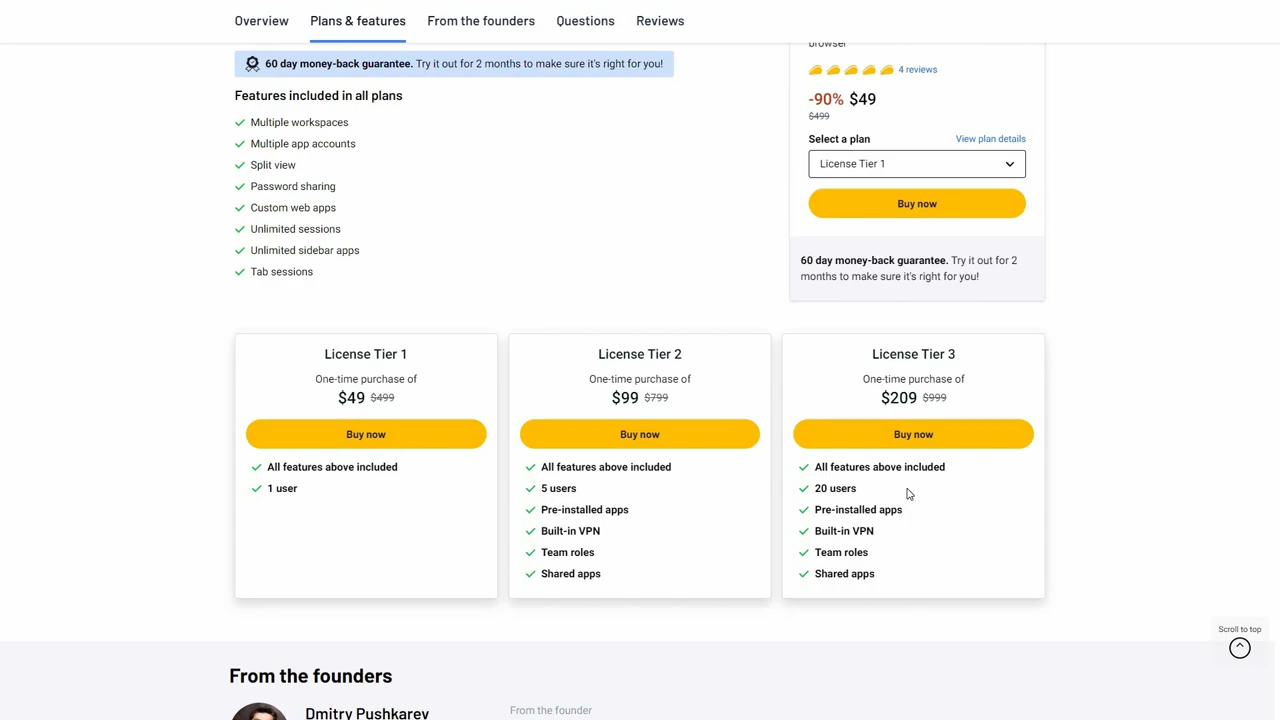 Overview Plans & features From the founders Questions Reviews
60 day money-back guarantee. Try it out for 2 months to make sure it's right for you!
Features included in all plans
Multiple workspaces
Multiple app accounts
Split view
Password sharing
Custom web apps
Unlimited sessions
Unlimited sidebar apps
Tab sessions
browser
4 reviews
-90% $49
$499
Select a plan View plan details
License Tier 1
Buy now
60 day money-back guarantee. Try it out for 2
months to make sure it's right for you!
License Tier 1
One-time purchase of
$49 $499
Buy now
All features above included
1 user
License Tier 2
One-time purchase of
$99 $799
Buy now
All features above included
5 users
Pre-installed apps
Built-in VPN
Team roles
Shared apps
License Tier 3
One-time purchase of
$209 $999
Buy now
All features above included
20 users
Pre-installed apps
Built-in VPN
Team roles
Shared apps
Scroll to top
From the founders
Dmitry Pushkarev
From the founder